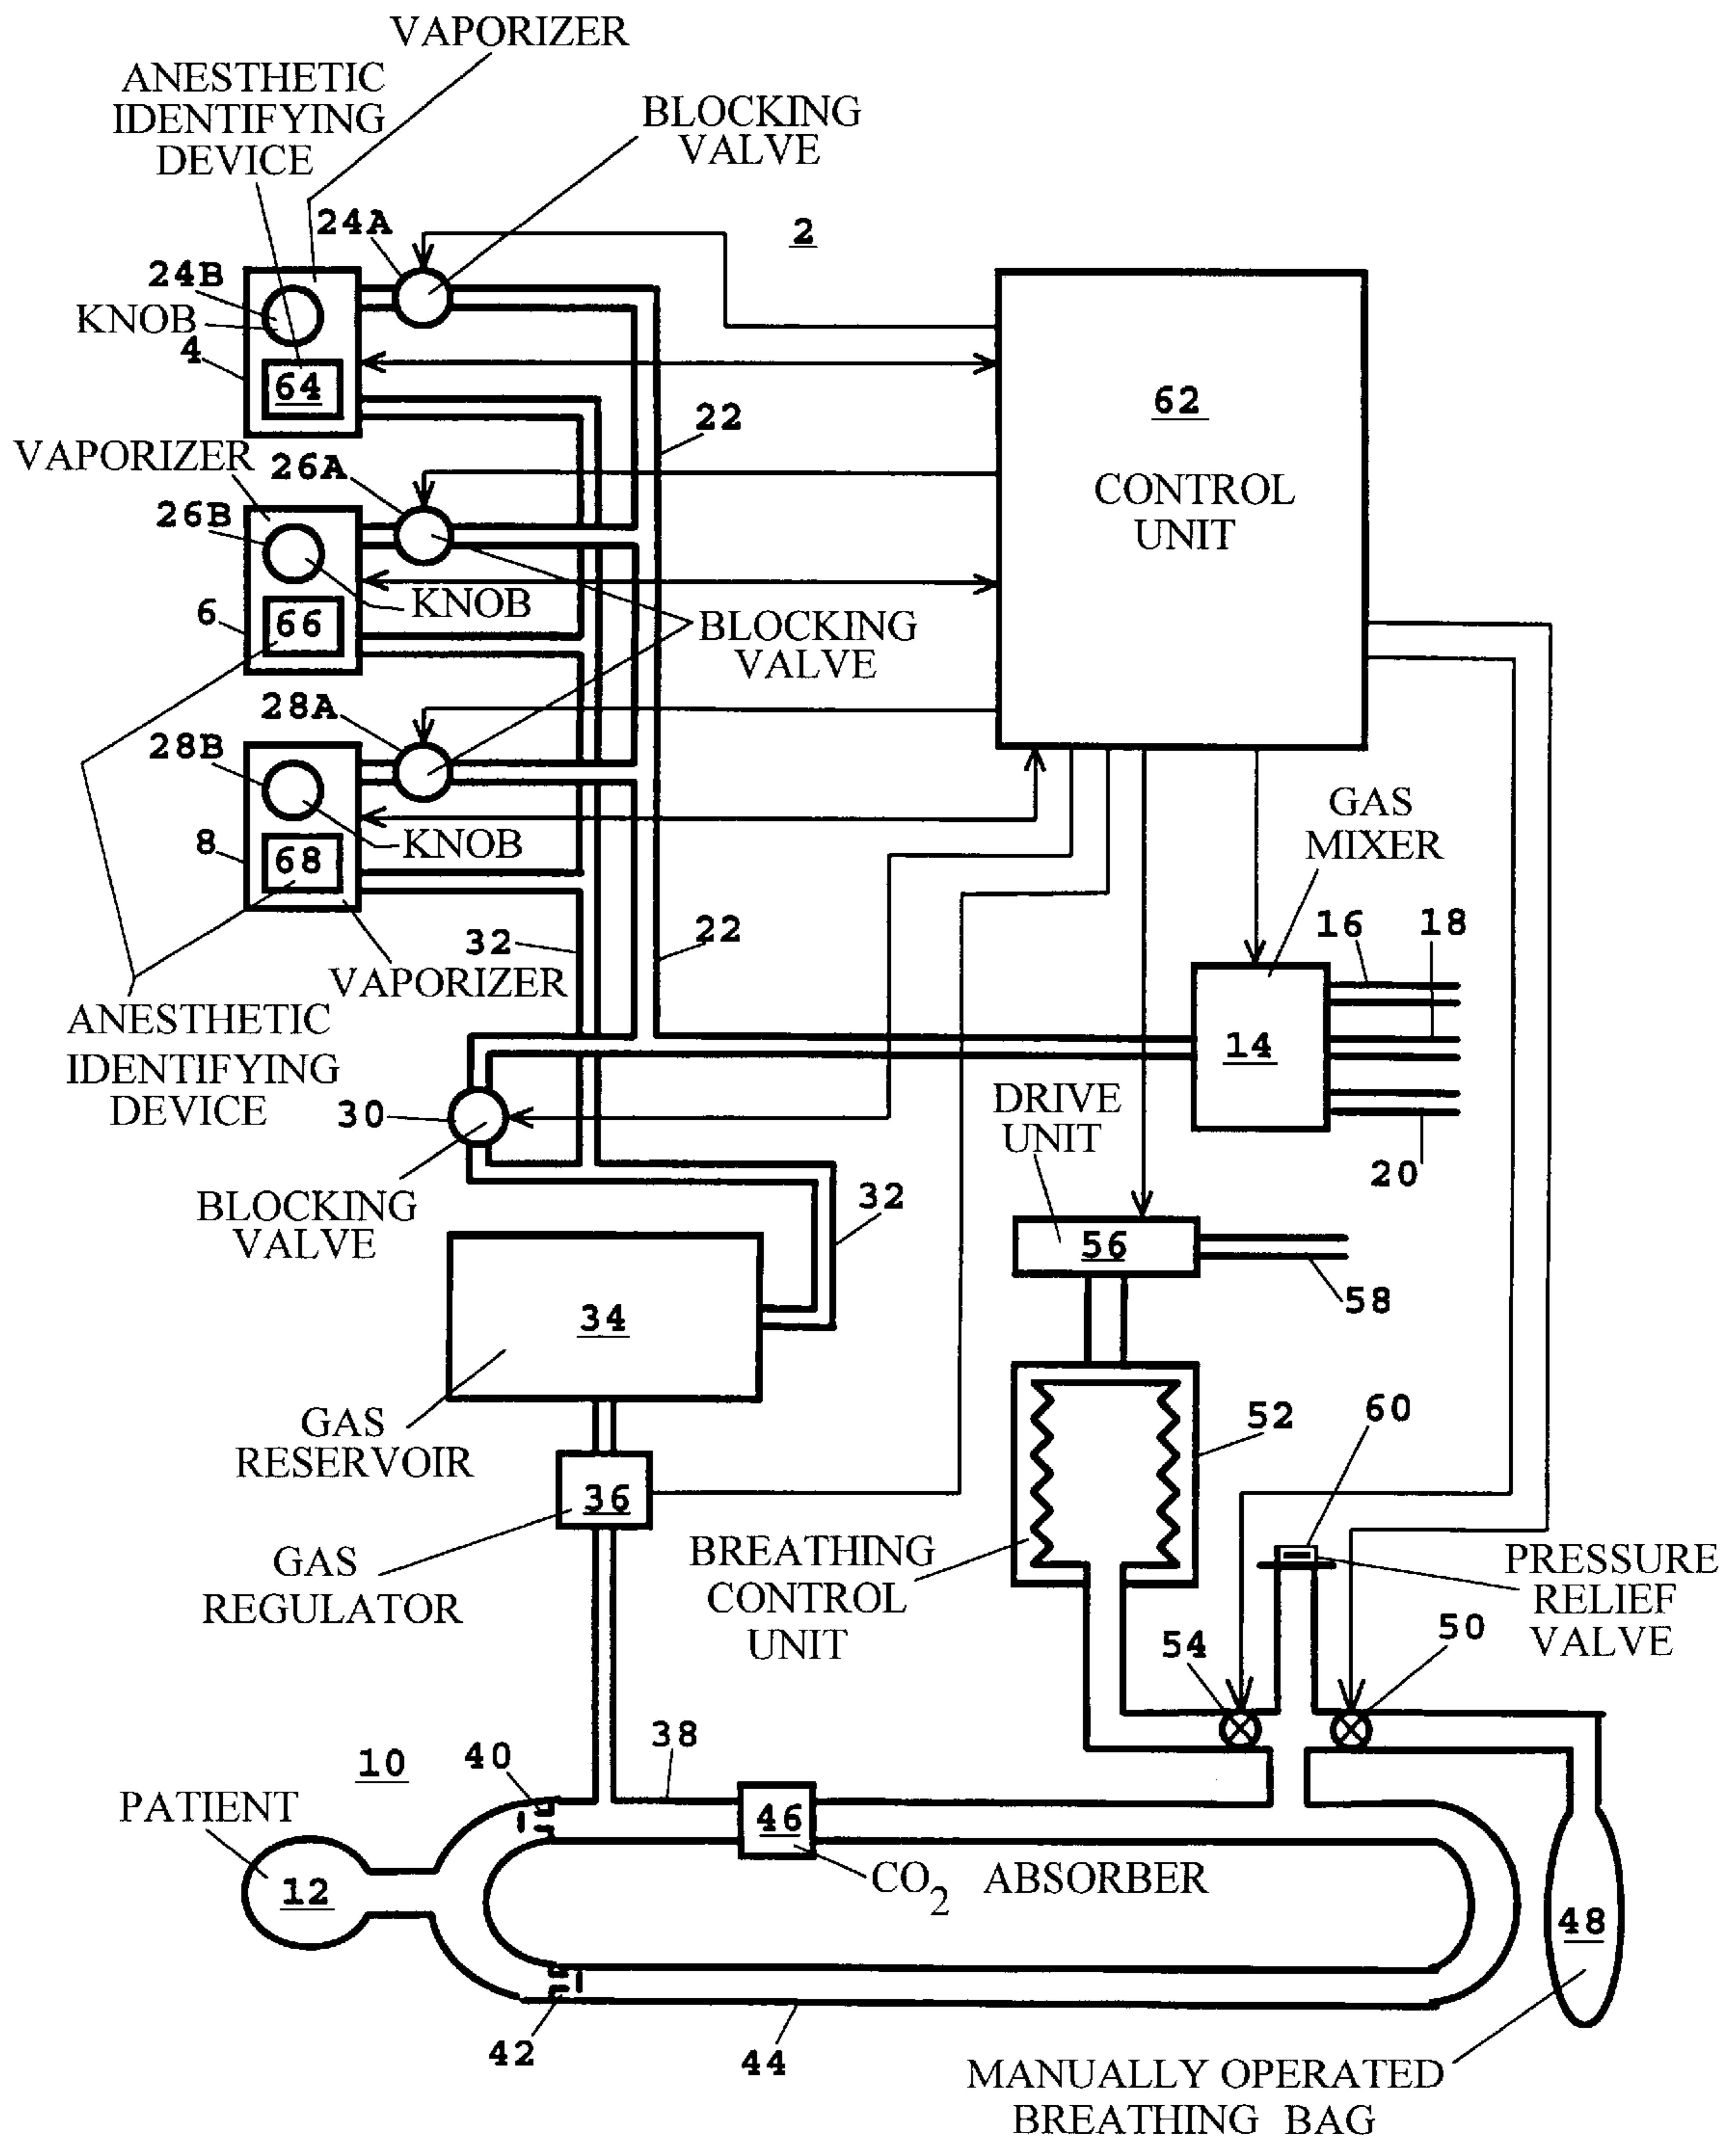 VAPORIZER
ANESTHETIC
IDENTIFYING
DEVICE
BLOCKING
VALVE
24A
2
24B
KNOB
4
64
62
CONTROL
UNIT
22
VAPORIZER
26A
26B
KNOB
6
66
BLOCKING
VALVE
28A
28B
KNOB
8
68
GAS
MIXER
16
18
22
32
VAPORIZER
ANESTHETIC
IDENTIFYING
DEVICE
14
30
DRIVE
UNIT
20
BLOCKING
VALVE
32
56
58
34
GAS
RESERVOIR
52
60
36
GAS
REGULATOR
BREATHING
CONTROL
UNIT
PRESSURE
RELIEF
VALVE
54
50
38
40
10
PATIENT
46
CO2 ABSORBER
12
48
42
44
MANUALLY OPERATED
BREATHING BAG